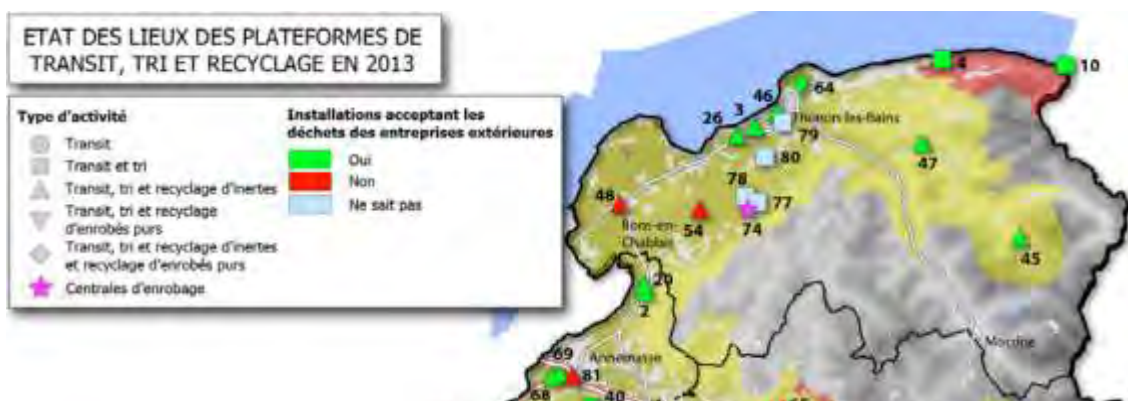 ETAT DES LIEUX DES PLATEFORMES DE
TRANSIT, TRI ET RECYCLAGE EN 2013
Type d'activité
Transit
Transit et tri
Transit, tri et recyclage d'inertes
Transit, tri et recyclage
d'enrobés purs
Transit, tri et recyclage d'inertes
et recyclage d'enrobés purs
Centrales d'enrobage
Installations acceptant les
déchets des entreprises extérieures
Oui
Non
Ne sait pas
4
10
64
46
3
26
Thonon-les-Bains
79
80
47
78
77
48
54
74
Bons-en-
Chablais
45
29
2
Morzine
69
Annemasse
81
68
40